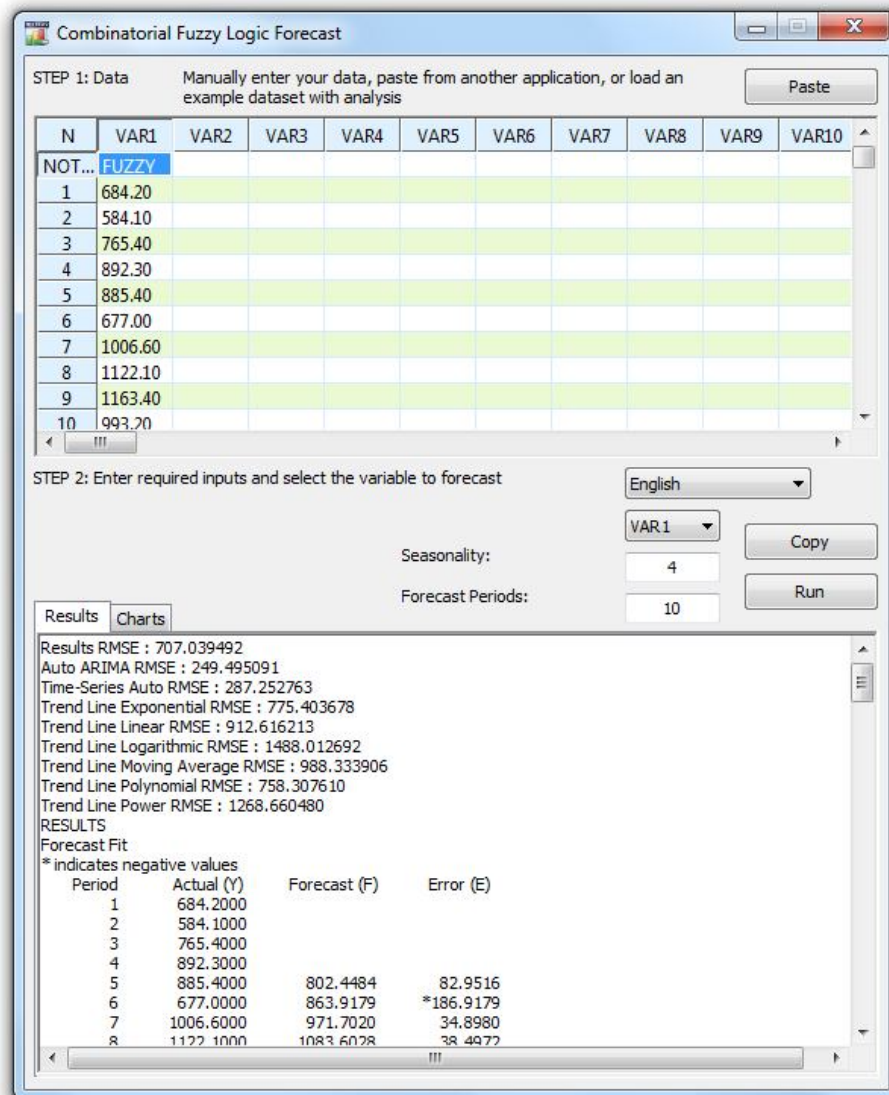 Combinatorial Fuzzy Logic Forecast
STEP 1: Data
Manually enter your data, paste from another application, or load an
example dataset with analysis
Paste
N VAR1 VAR2 VAR3 VAR4 VAR5 VAR6 VAR7 VAR8 VAR9 VAR10
NOT... FUZZY
1 684.20
2 584.10
3 765.40
4 892.30
5 885.40
6 677.00
7 1006.60
8 1122.10
9 1163.40
10 993.20
STEP 2: Enter required inputs and select the variable to forecast
English
VAR1
Copy
Seasonality:
4
Run
Forecast Periods:
10
Results Charts
Results RMSE : 707.039492
Auto ARIMA RMSE : 249.495091
Time-Series Auto RMSE : 287.252763
Trend Line Exponential RMSE : 775.403678
Trend Line Linear RMSE : 912.616213
Trend Line Logarithmic RMSE : 1488.012692
Trend Line Moving Average RMSE : 988.333906
Trend Line Polynomial RMSE : 758.307610
Trend Line Power RMSE : 1268.660480
RESULTS
Forecast Fit
* indicates negative values
Period Actual (Y) Forecast (F) Error (E)
1 684.2000
2 584.1000
3 765.4000
4 892.3000
5 885.4000 802.4484 82.9516
6 677.0000 863.9179 *186.9179
7 1006.6000 971.7020 34.8980
8 1122.1000 1083.6028 38.4972